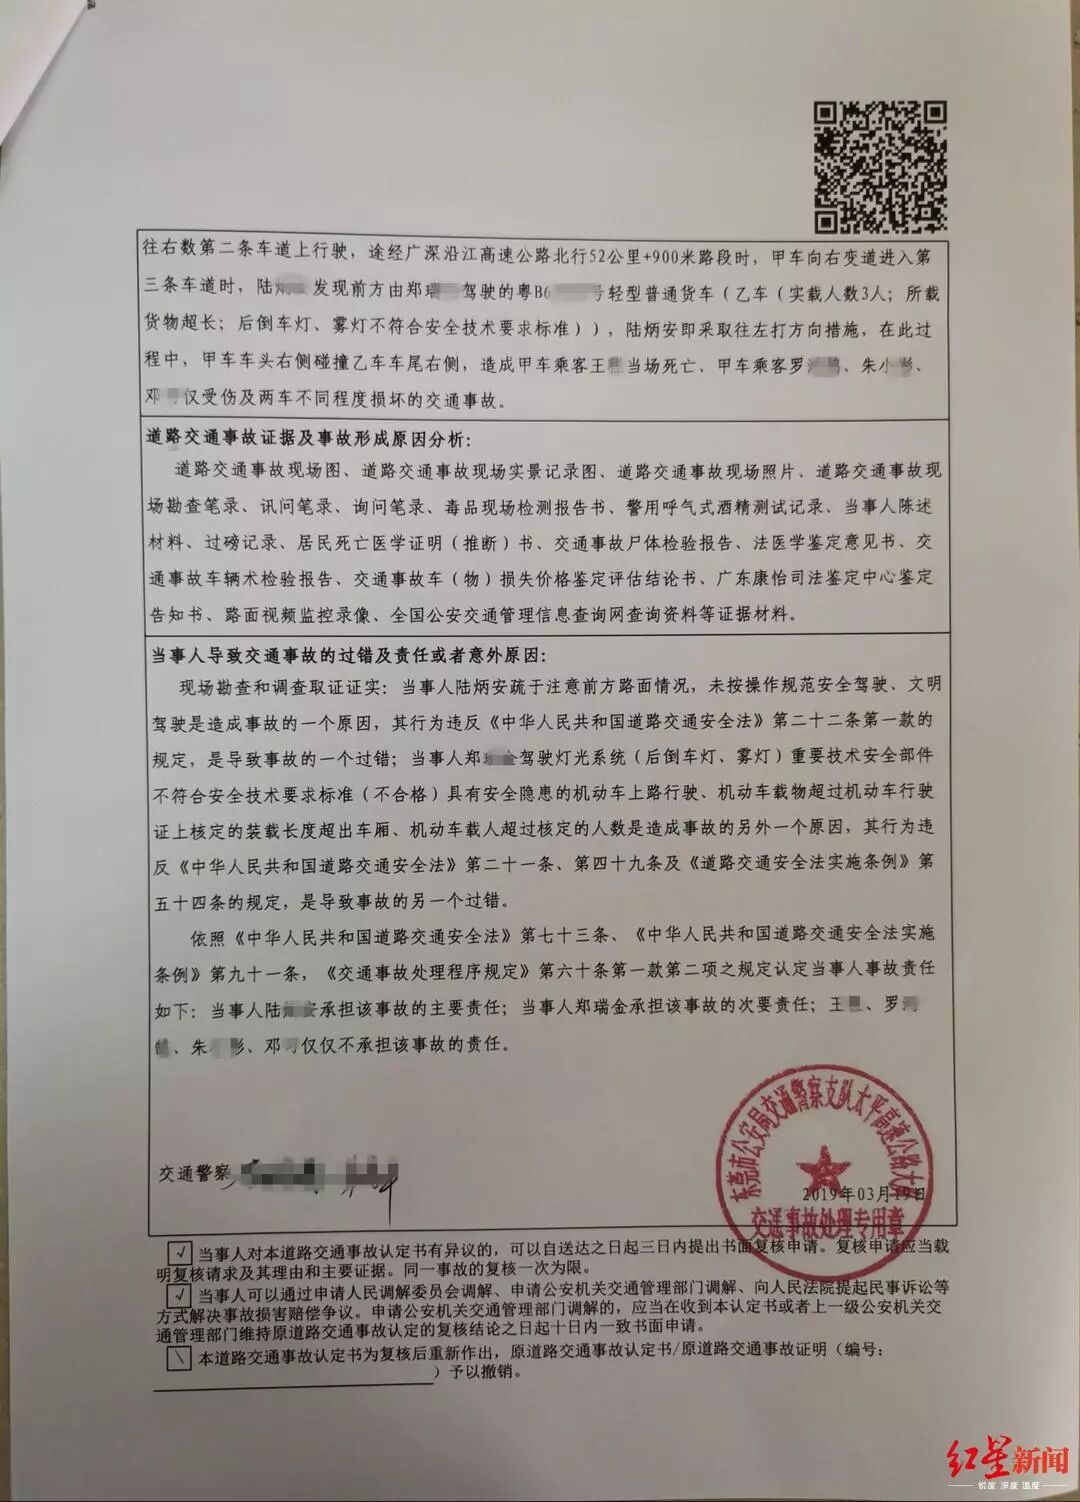 往右数第二条车道上行驶，途经广深沿江高速公路北行52公里+900米路段时，甲车向右变道进入第
三条车道时，陆 发现前方由郑瑞 驾驶的粤B6 号轻型普通货车（乙车（实载人数3人；所载
货物超长；后倒车灯、雾灯不符合安全技术要求标准）），陆炳安即采取往左打方向措施，在此过
程中，甲车车头右侧碰撞乙车车尾右侧，造成甲车乘客王 当场死亡、甲车乘客罗 、朱小彤、
邓 仅受伤及两车不同程度损坏的交通事故。
道路交通事故证据及事故形成原因分析：
道路交通事故现场图、道路交通事故现场实景记录图、道路交通事故现场照片、道路交通事故现
场勘查笔录、讯问笔录、询问笔录、毒品现场检测报告书、警用呼气式酒精测试记录、当事人陈述
材料、过磅记录、居民死亡医学证明（推断）书、交通事故尸体检验报告、法医学鉴定意见书、交
通事故车辆术检验报告、交通事故车（物）损失价格鉴定评估结论书、广东康怡司法鉴定中心鉴定
告知书、路面视频监控录像、全国公安交通管理信息查询网查询资料等证据材料。
当事人导致交通事故的过错及责任或者意外原因：
现场勘查和调查取证证实：当事人陆炳安疏于注意前方路面情况，未按操作规范安全驾驶、文明
驾驶是造成事故的一个原因，其行为违反《中华人民共和国道路交通安全法》第二十二条第一款的
规定，是导致事故的一个过错；当事人郑 金驾驶灯光系统（后倒车灯、雾灯）重要技术安全部件
不符合安全技术要求标准（不合格）具有安全隐患的机动车上路行驶、机动车载物超过机动车行驶
证上核定的装载长度超出车厢、机动车载人超过核定的人数是造成事故的另外一个原因，其行为违
反《中华人民共和国道路交通安全法》第二十一条、第四十九条及《道路交通安全法实施条例》第
五十四条的规定，是导致事故的另一个过错。
依照《中华人民共和国道路交通安全法》第七十三条、《中华人民共和国道路交通安全法实施
条例》第九十一条，《交通事故处理程序规定》第六十条第一款第二项之规定认定当事人事故责任
如下：当事人陆 安承担该事故的主要责任；当事人郑瑞金承担该事故的次要责任；王 、罗
、朱 彤、邓 仅仅不承担该事故的责任。
东莞市公安局交通警察支队太平高速公路大队
交通警察
2019年03月19日
交通事故处理专用章
√ 当事人对本道路交通事故认定书有异议的，可以自送达之日起三日内提出书面复核申请。复核申请应当载
明复核请求及其理由和主要证据。同一事故的复核一次为限。
√ 当事人可以通过申请人民调解委员会调解、申请公安机关交通管理部门调解、向人民法院提起民事诉讼等
方式解决事故损害赔偿争议。申请公安机关交通管理部门调解的，应当在收到本认定书或者上一级公安机关交
通管理部门维持原道路交通事故认定的复核结论之日起十日内一致书面申请。
\ 本道路交通事故认定书为复核后重新作出，原道路交通事故认定书/原道路交通事故证明（编号：
）予以撤销。
红星新闻
锐度 深度 温度